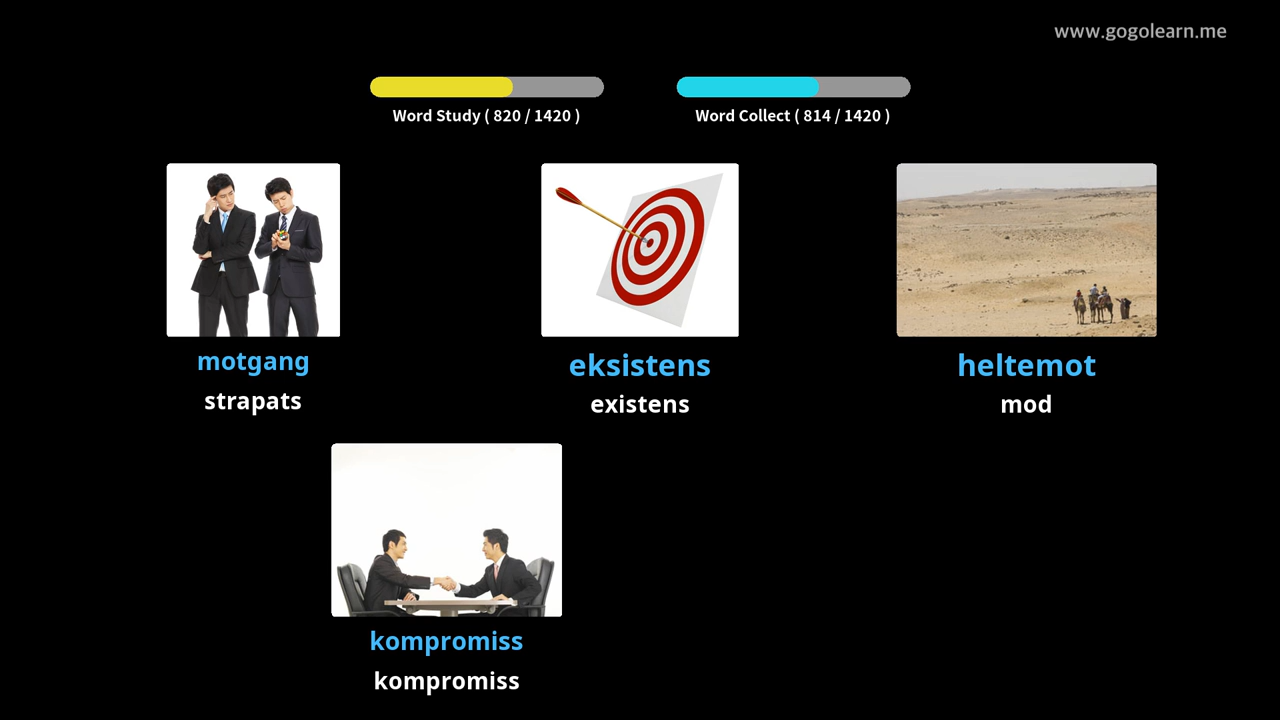 www.gogolearn.me
Word Study ( 820 / 1420 )
Word Collect ( 814 / 1420 )
motgang
strapats
eksistens
existens
heltemot
mod
kompromiss
kompromiss